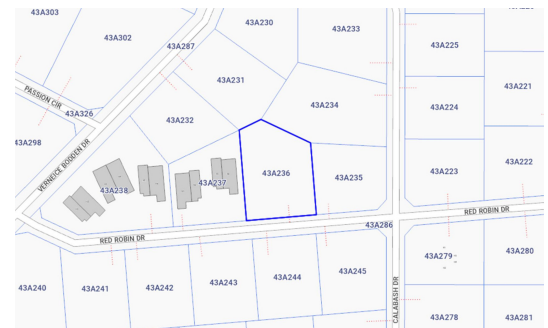 43A303
43A302
43A230
43A233
43A287
43A225
43A231
43A221
PASSION CIR
43A326
43A234
43A224
43A232
43A298
VERNEICE BODDEN DR
43A238
43A237
43A236
43A235
43A223
43A222
RED ROBIN DR
43A286
RED ROBIN DR
43A240
43A241
43A242
43A243
43A244
43A245
43A279
43A280
CALABASH DR
43A278
43A281